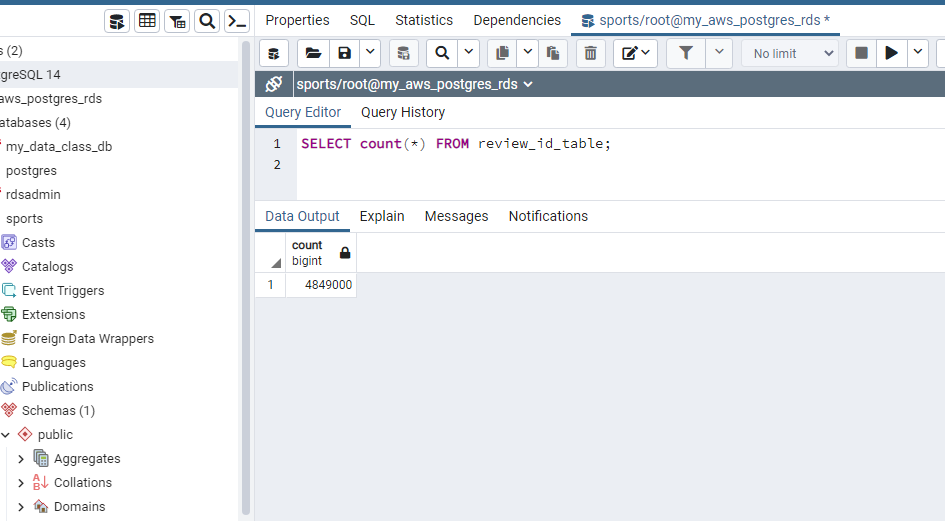 Properties SQL Statistics Dependencies sports/root@my_aws_postgres_rds *
No limit
sports/root@my_aws_postgres_rds
Query Editor Query History
1 SELECT count(*) FROM review_id_table;
2
Data Output Explain Messages Notifications
count
bigint
1 4849000
s (2)
greSQL 14
aws_postgres_rds
atabases (4)
my_data_class_db
postgres
rdsadmin
sports
Casts
Catalogs
Event Triggers
Extensions
Foreign Data Wrappers
Languages
Publications
Schemas (1)
public
Aggregates
Collations
Domains